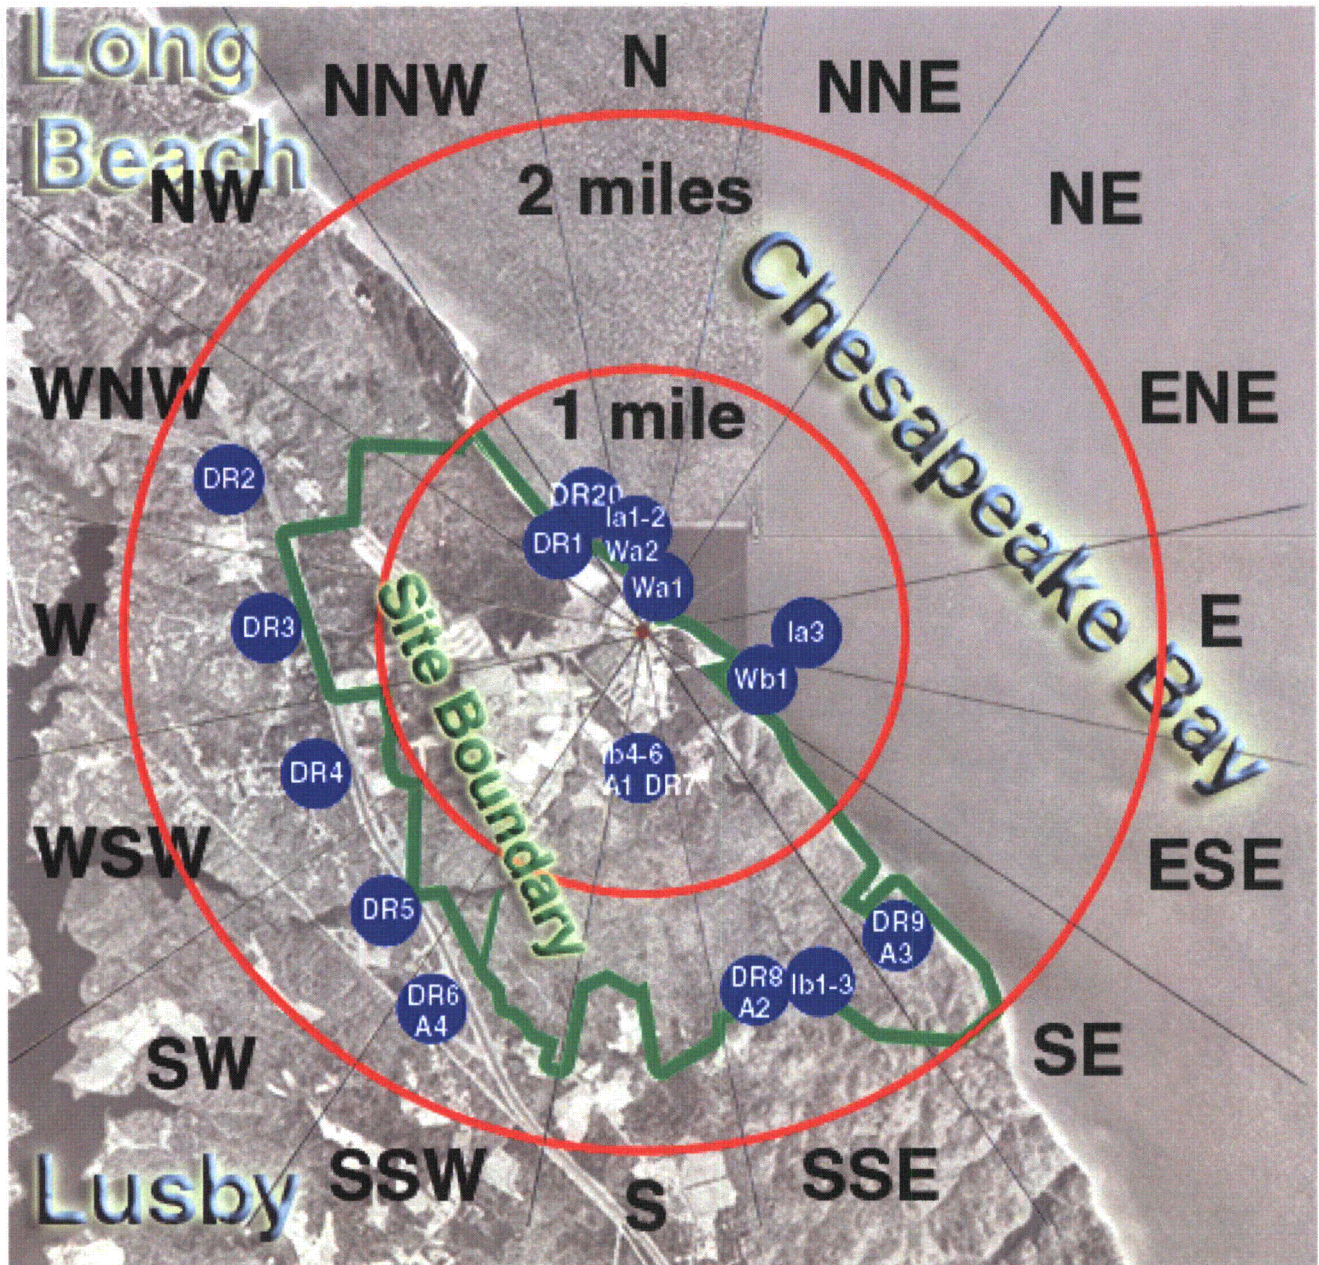 Long
Beach
N
NNW
NNE
NW
NE
2 miles
Chesapeake Bay
WNW
ENE
1 mile
DR2
DR20
Ia1-2
DR1
Wa2
Wa1
Site Boundary
W
E
DR3
Ia3
Wb1
DR4
Ib4-6
A1 DR7
WSW
ESE
DR5
DR9
A3
DR8
A2
Ib1-3
DR6
A4
SW
SE
Lusby
SSW
S
SSE